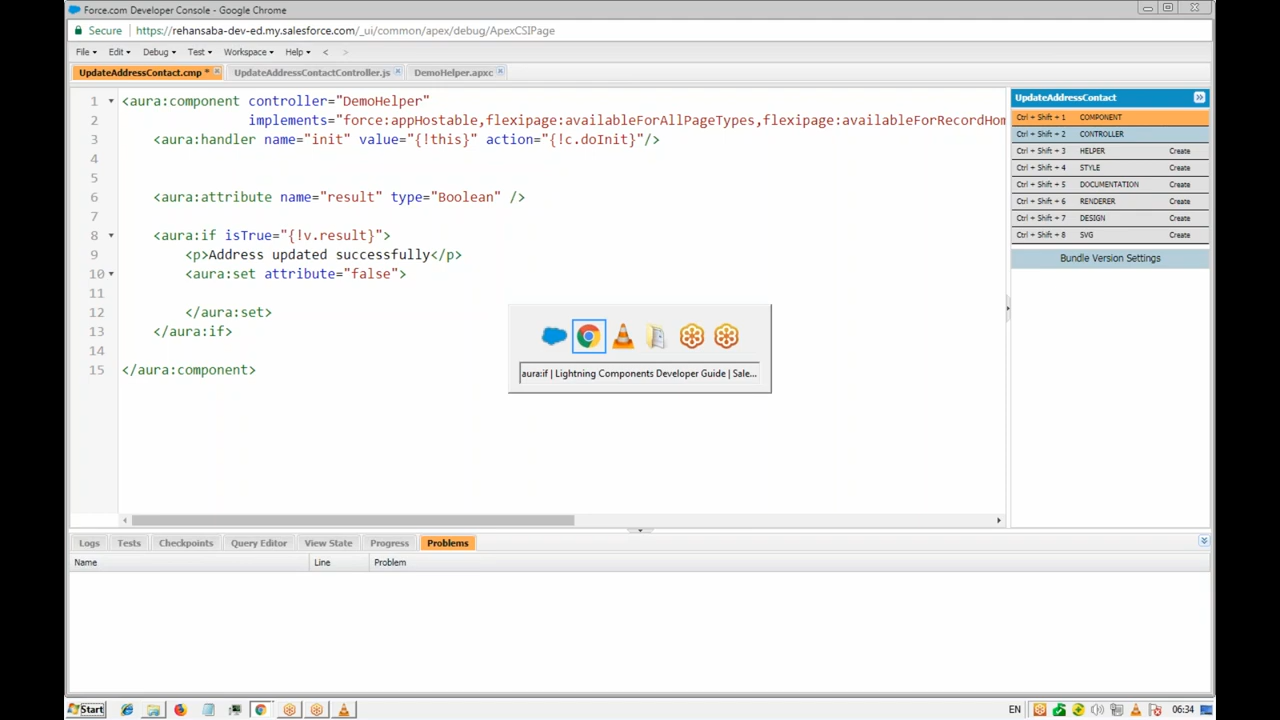 Force.com Developer Console - Google Chrome
Secure https://rehansaba-dev-ed.my.salesforce.com/_ui/common/apex/debug/ApexCSIPage
File Edit Debug Test Workspace Help < >
UpdateAddressContact.cmp * UpdateAddressContactController.js DemoHelper.apxc
1 <aura:component controller="DemoHelper"
2 implements="force:appHostable,flexipage:availableForAllPageTypes,flexipage:availableForRecordHom
3 <aura:handler name="init" value="{!this}" action="{!c.doInit}"/>
4
5
6 <aura:attribute name="result" type="Boolean" />
7
8 <aura:if isTrue="{!v.result}">
9 <p>Address updated successfully</p>
10 <aura:set attribute="false">
11
12 </aura:set>
13 </aura:if>
14
15 </aura:component>
UpdateAddressContact
Ctrl + Shift + 1 COMPONENT
Ctrl + Shift + 2 CONTROLLER
Ctrl + Shift + 3 HELPER Create
Ctrl + Shift + 4 STYLE Create
Ctrl + Shift + 5 DOCUMENTATION Create
Ctrl + Shift + 6 RENDERER Create
Ctrl + Shift + 7 DESIGN Create
Ctrl + Shift + 8 SVG Create
Bundle Version Settings
aura:if | Lightning Components Developer Guide | Sale...
Logs Tests Checkpoints Query Editor View State Progress Problems
Name Line Problem
Start EN 06:34